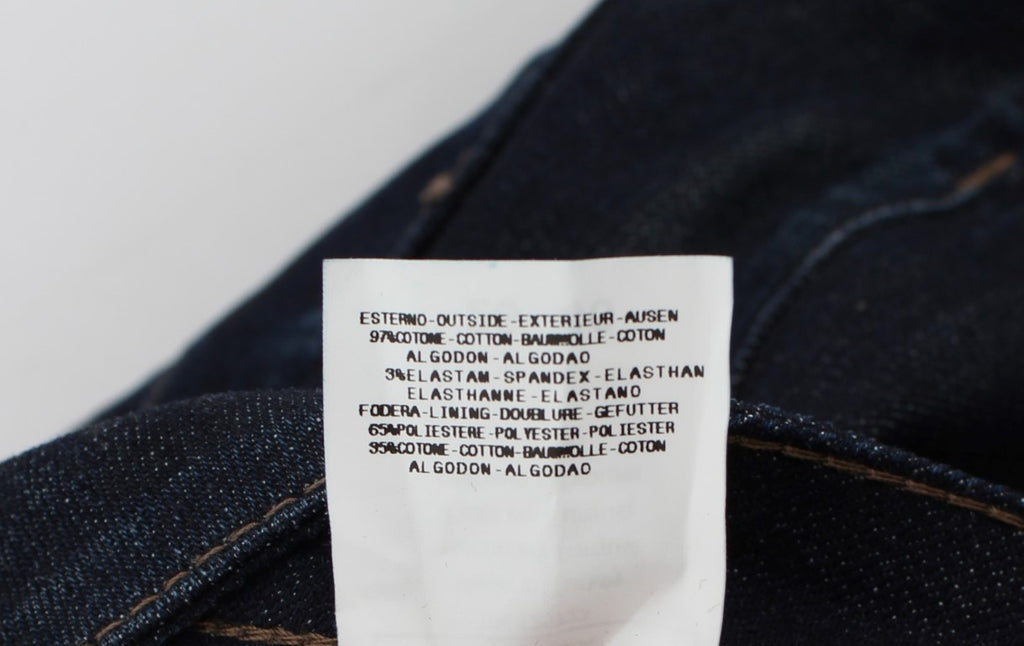 ESTERNO-OUTSIDE-EXTERIEUR-AUSEN
97%COTONE-COTTON-BAUMWOLLE-COTON
ALGODON-ALGODAO
3%ELASTAM-SPANDEX-ELASTHAN
ELASTHANNE-ELASTANO
FODERA-LINING-DOUBLURE-GEFUTTER
65%POLIESTERE-POLYESTER-POLIESTER
35%COTONE-COTTON-BAUMWOLLE-COTON
ALGODON-ALGODAO